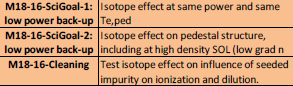 M18-16-SciGoal-1: Isotope effect at same power and same
low power back-up Te,ped
M18-16-SciGoal-2: Isotope effect on pedestal structure,
low power back-up including at high density SOL (low grad n
M18-16-Cleaning Test isotope effect on influence of seeded
impurity on ionization and dilution.